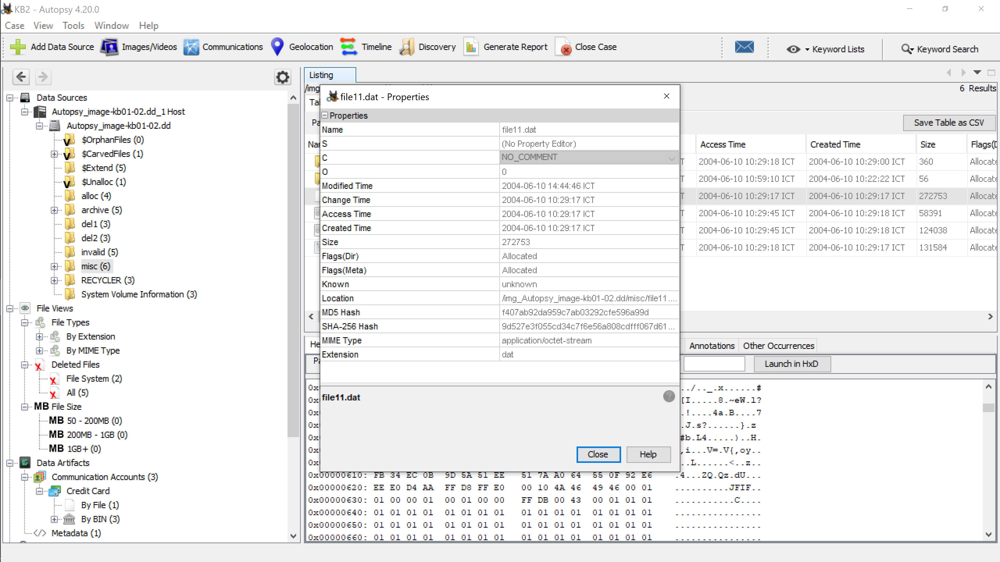 KB2 - Autopsy 4.20.0
Case View Tools Window Help
Add Data Source Images/Videos Communications Geolocation Timeline Discovery Generate Report Close Case Keyword Lists Keyword Search
Data Sources
Autopsy_image-kb01-02.dd_1 Host
Autopsy_image-kb01-02.dd
$OrphanFiles (0)
$CarvedFiles (1)
$Extend (5)
$Unalloc (1)
alloc (4)
archive (5)
del1 (3)
del2 (3)
invalid (5)
misc (6)
RECYCLER (3)
System Volume Information (3)
File Views
File Types
By Extension
By MIME Type
Deleted Files
File System (2)
All (5)
MB File Size
MB 50 - 200MB (0)
MB 200MB - 1GB (0)
MB 1GB+ (0)
Data Artifacts
Communication Accounts (3)
Credit Card
By File (1)
By BIN (3)
Metadata (1)
Listing
/img
6 Results
Save Table as CSV
Access Time Created Time Size
T 2004-06-10 10:29:18 ICT 2004-06-10 10:29:00 ICT 360
T 2004-06-10 10:59:10 ICT 2004-06-10 10:22:22 ICT 56
T 2004-06-10 10:29:17 ICT 2004-06-10 10:29:17 ICT 272753
T 2004-06-10 10:29:45 ICT 2004-06-10 10:29:18 ICT 58391
T 2004-06-10 10:29:45 ICT 2004-06-10 10:29:18 ICT 124038
T 2004-06-10 10:29:18 ICT 2004-06-10 10:29:17 ICT 131584
file11.dat - Properties
Properties
Name file11.dat
S (No Property Editor)
C NO_COMMENT
O 0
Modified Time 2004-06-10 14:44:46 ICT
Change Time 2004-06-10 10:29:17 ICT
Access Time 2004-06-10 10:29:17 ICT
Created Time 2004-06-10 10:29:17 ICT
Size 272753
Flags(Dir) Allocated
Flags(Meta) Allocated
Known unknown
Location /img_Autopsy_image-kb01-02.dd/misc/file11....
MD5 Hash f407ab92da959c7ab03292cfe596a99d
SHA-256 Hash 9d527e3f055cd34c7f6e56a808cdfff067d61...
MIME Type application/octet-stream
Extension dat
file11.dat
Close Help
Annotations Other Occurrences
Launch in HxD
../.._.x......#
[I.....8.~eW.l?
.!....4a.B....7
.J.s?......}.z
#b.L4.....)..H.
,i...V=.V{,oy..
..L......<..z..
0x00000610: FB 34 EC 0B 9D 5A 51 EE 51 7A A0 64 55 0F 92 E6 .4...ZQ.Qz.dU...
0x00000620: EE E0 D4 AA FF D8 FF E0 00 10 4A 46 49 46 00 01 ..........JFIF..
0x00000630: 01 00 00 01 00 01 00 00 FF DB 00 43 00 01 01 01 ...........C....
0x00000640: 01 01 01 01 01 01 01 01 01 01 01 01 01 01 01 01 ................
0x00000650: 01 01 01 01 01 01 01 01 01 01 01 01 01 01 01 01 ................
0x00000660: 01 01 01 01 01 01 01 01 01 01 01 01 01 01 01 01 ................